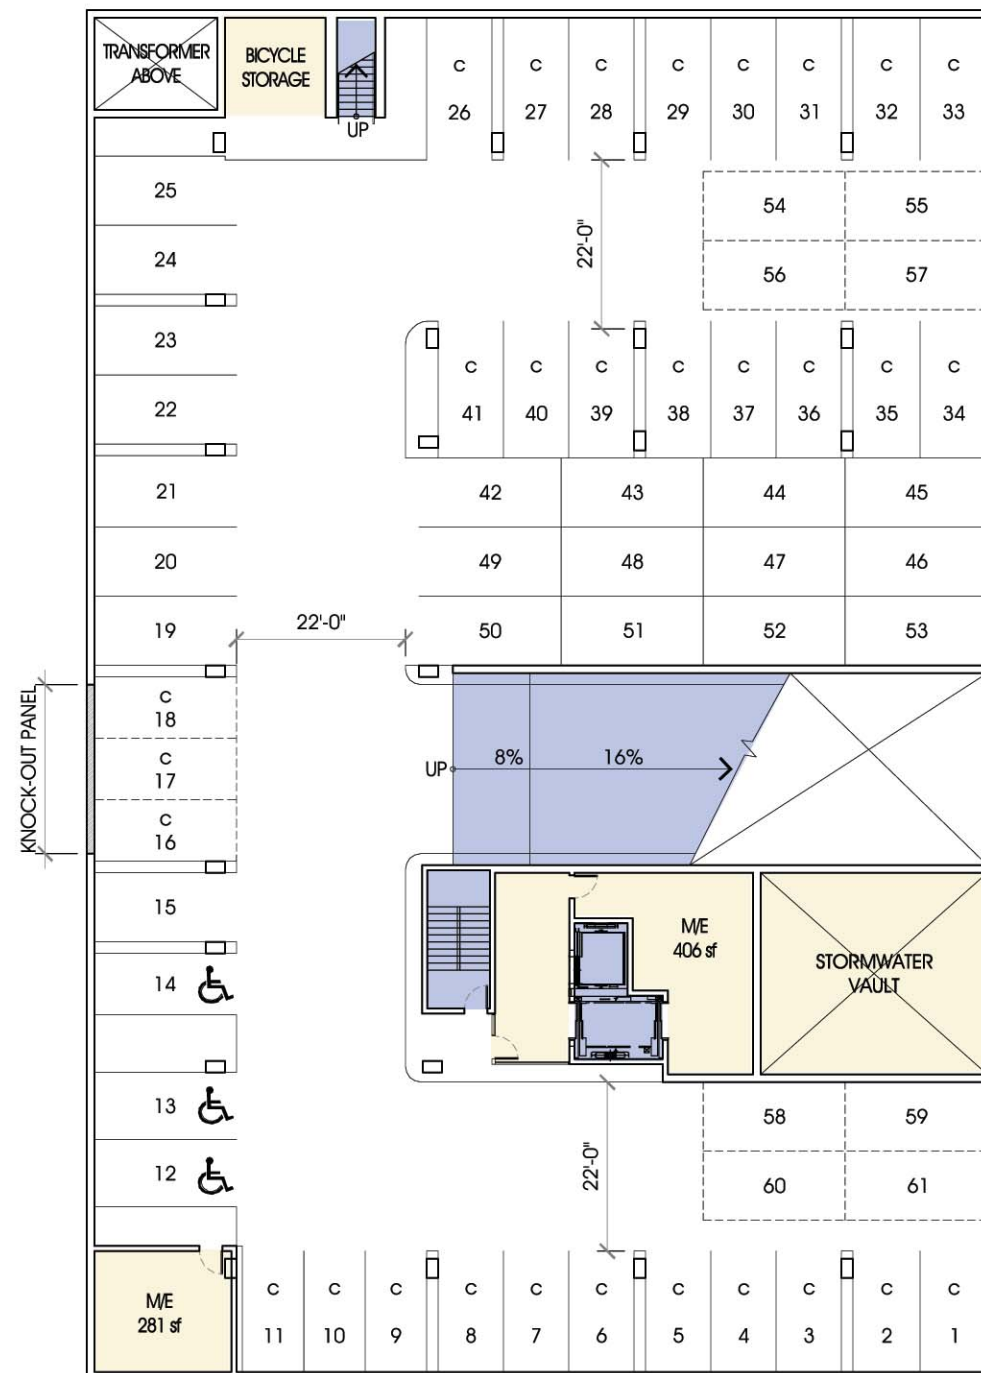 TRANSFORMER
ABOVE
BICYCLE
STORAGE
UP
C C C C C C C C
26 27 28 29 30 31 32 33
25
54 55
24
22'-0"
56 57
23
C C C C C C C C
22
41 40 39 38 37 36 35 34
21
42 43 44 45
20
49 48 47 46
19
22'-0"
50 51 52 53
KNOCK-OUT PANEL
C
18
C
17
C
16
UP
8% 16%
15
M/E
406 sf
STORMWATER
VAULT
14
13
58 59
12
22'-0"
60 61
M/E
281 sf
C C C C C C C C C C C
11 10 9 8 7 6 5 4 3 2 1